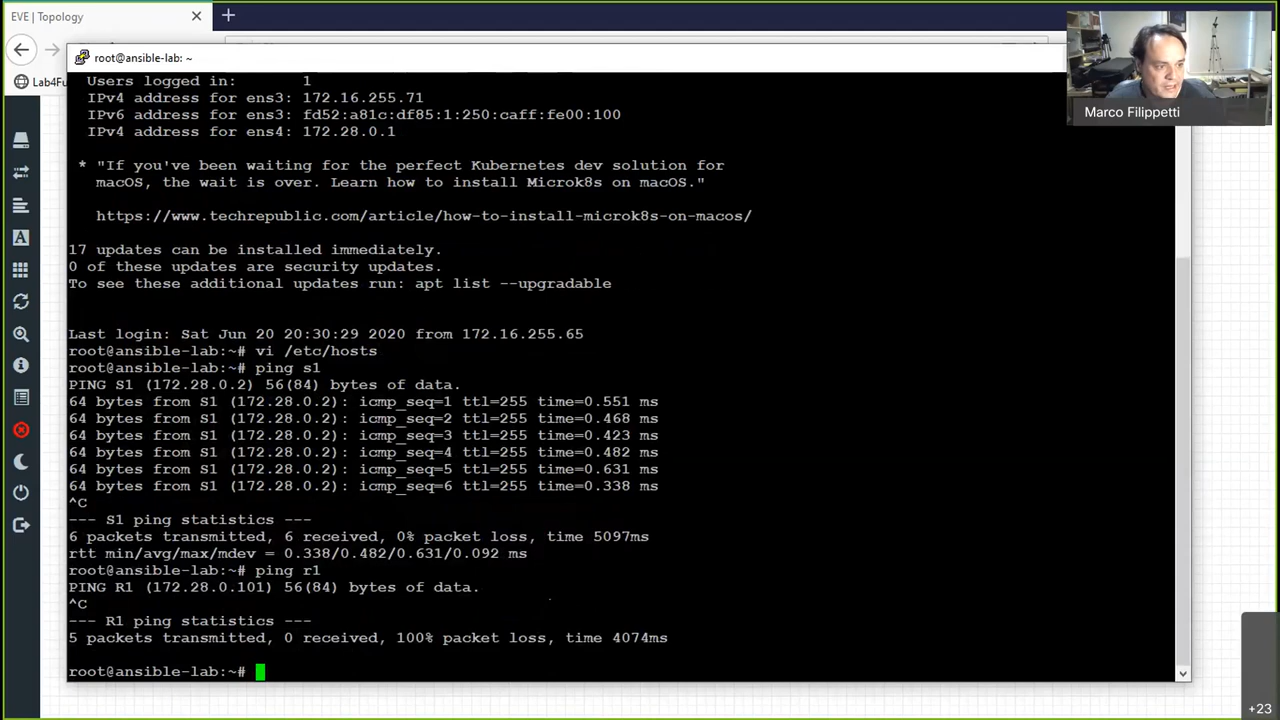 EVE | Topology
root@ansible-lab: ~
Marco Filippetti
Lab4Fu
Users logged in: 1
IPv4 address for ens3: 172.16.255.71
IPv6 address for ens3: fd52:a81c:df85:1:250:caff:fe00:100
IPv4 address for ens4: 172.28.0.1
* "If you've been waiting for the perfect Kubernetes dev solution for
macOS, the wait is over. Learn how to install Microk8s on macOS."
https://www.techrepublic.com/article/how-to-install-microk8s-on-macos/
17 updates can be installed immediately.
0 of these updates are security updates.
To see these additional updates run: apt list --upgradable
Last login: Sat Jun 20 20:30:29 2020 from 172.16.255.65
root@ansible-lab:~# vi /etc/hosts
root@ansible-lab:~# ping s1
PING S1 (172.28.0.2) 56(84) bytes of data.
64 bytes from S1 (172.28.0.2): icmp_seq=1 ttl=255 time=0.551 ms
64 bytes from S1 (172.28.0.2): icmp_seq=2 ttl=255 time=0.468 ms
64 bytes from S1 (172.28.0.2): icmp_seq=3 ttl=255 time=0.423 ms
64 bytes from S1 (172.28.0.2): icmp_seq=4 ttl=255 time=0.482 ms
64 bytes from S1 (172.28.0.2): icmp_seq=5 ttl=255 time=0.631 ms
64 bytes from S1 (172.28.0.2): icmp_seq=6 ttl=255 time=0.338 ms
^C
--- S1 ping statistics ---
6 packets transmitted, 6 received, 0% packet loss, time 5097ms
rtt min/avg/max/mdev = 0.338/0.482/0.631/0.092 ms
root@ansible-lab:~# ping r1
PING R1 (172.28.0.101) 56(84) bytes of data.
^C
--- R1 ping statistics ---
5 packets transmitted, 0 received, 100% packet loss, time 4074ms
root@ansible-lab:~#
+23